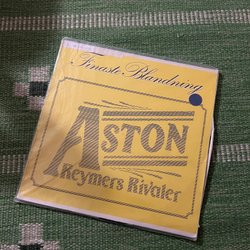 Finaste Blandning
ASTON
Reymers Rivaler